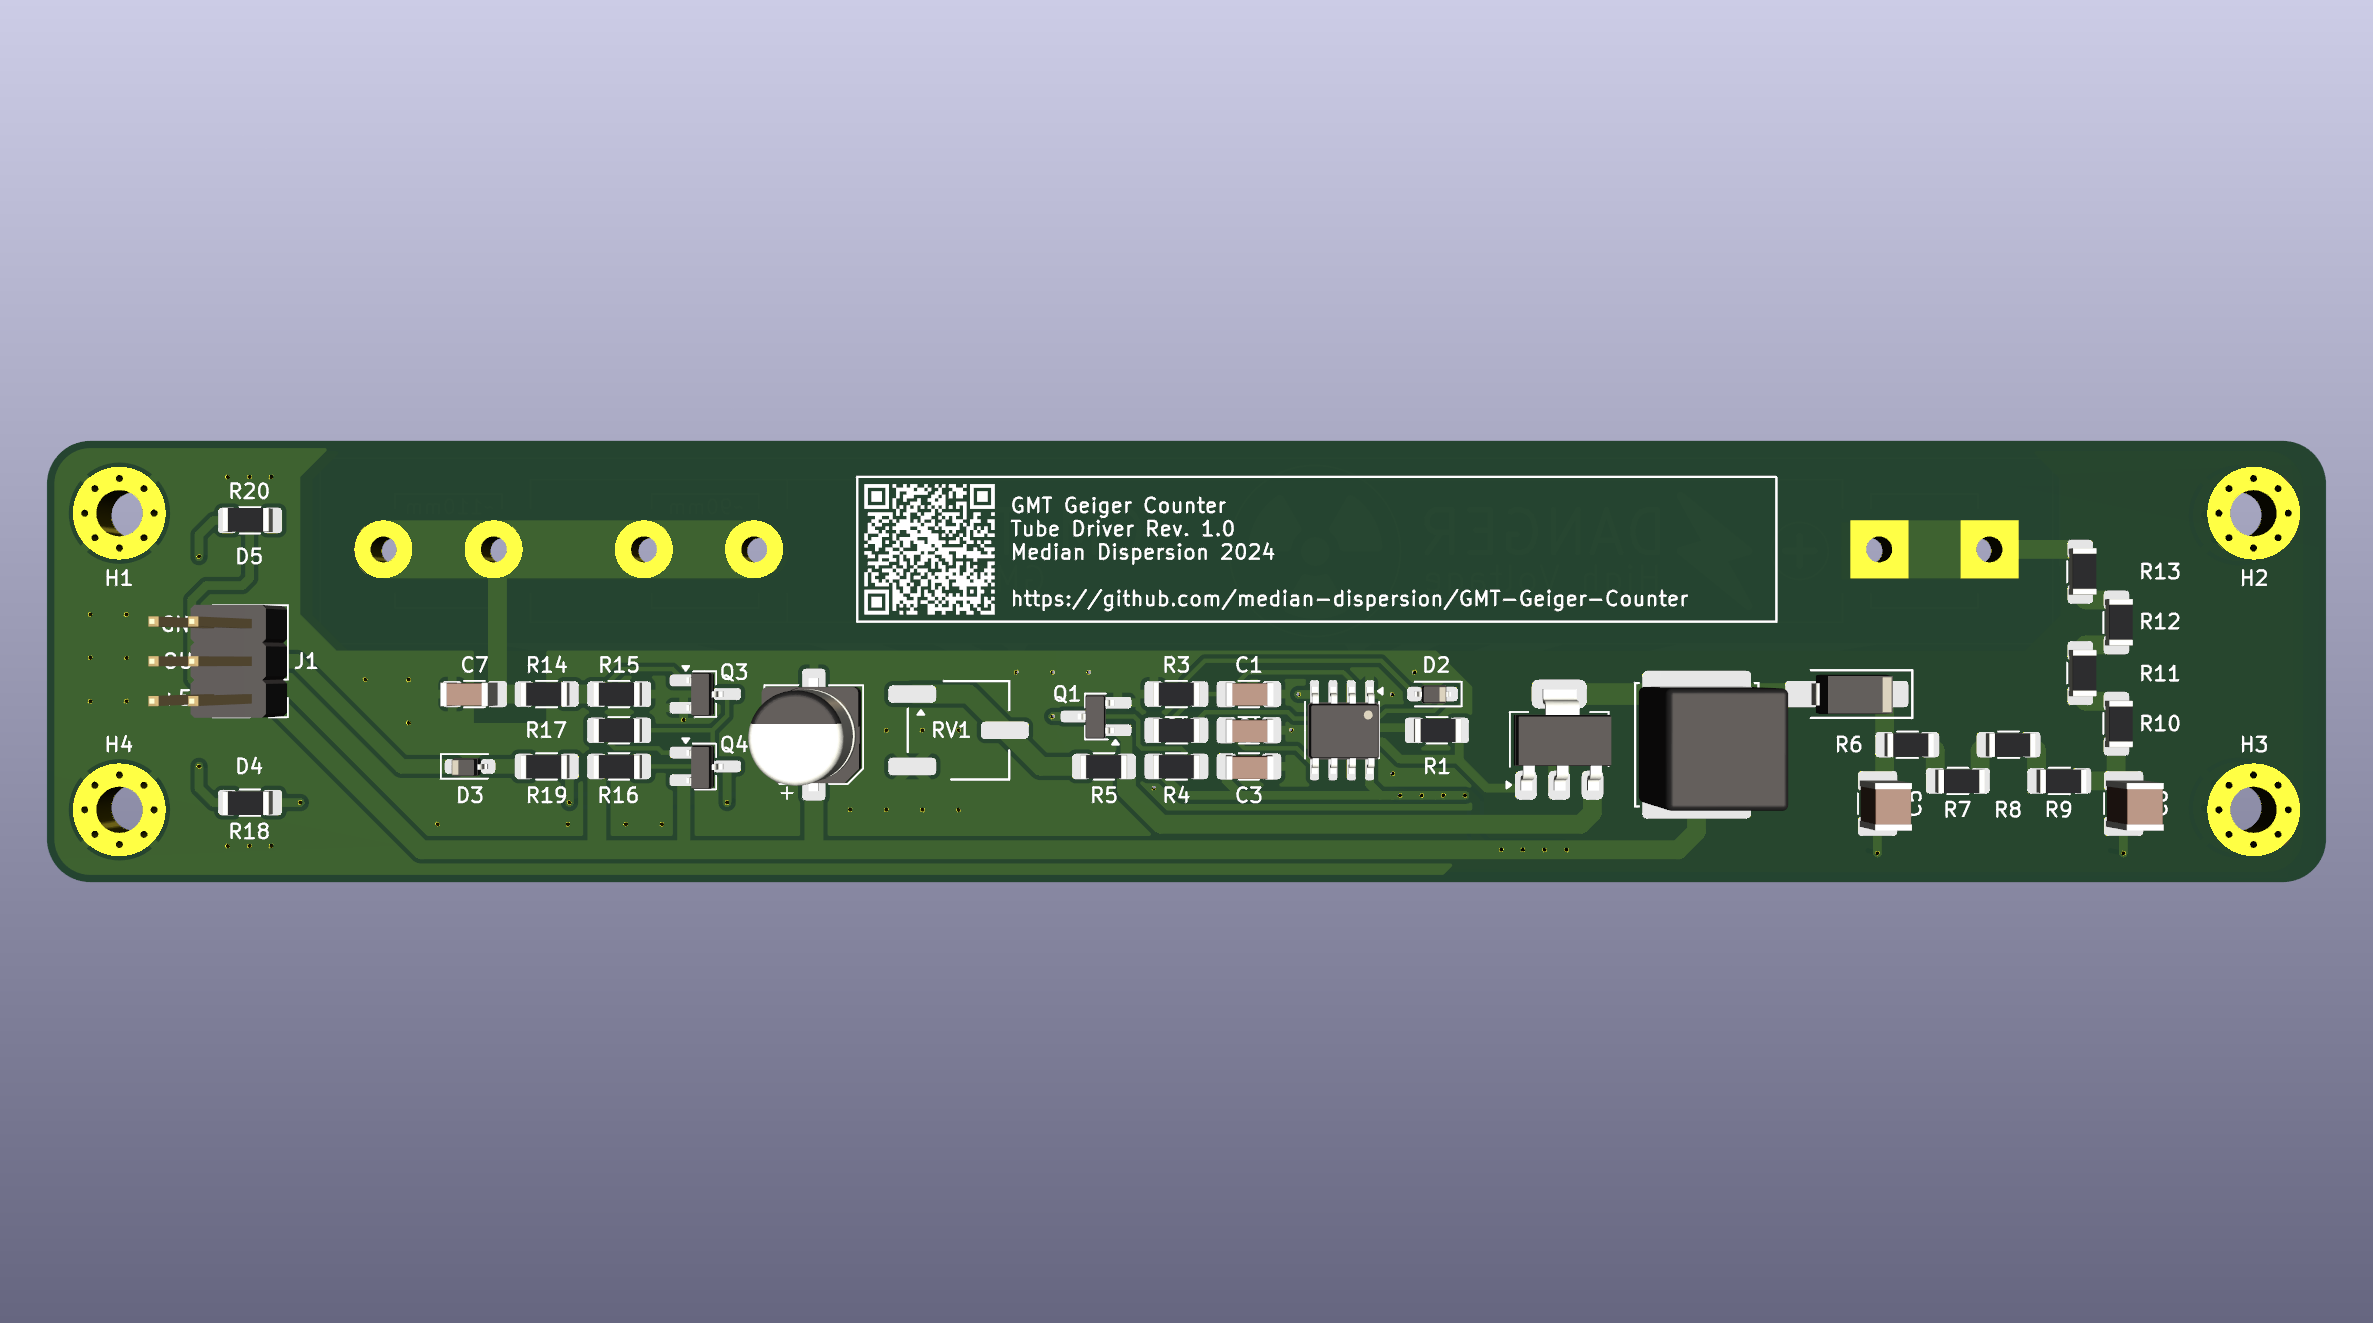 GMT Geiger Counter
Tube Driver Rev. 1.0
Median Dispersion 2024
https://github.com/median-dispersion/GMT-Geiger-Counter
R20
D5
H1
H2
R13
R12
R11
R10
J1
C7
R14
R15
Q3
R17
Q4
RV1
Q1
R3
C1
D2
H4
D4
R18
D3
R19
R16
+
R5
R4
C3
R1
R6
H3
R7
R8
R9